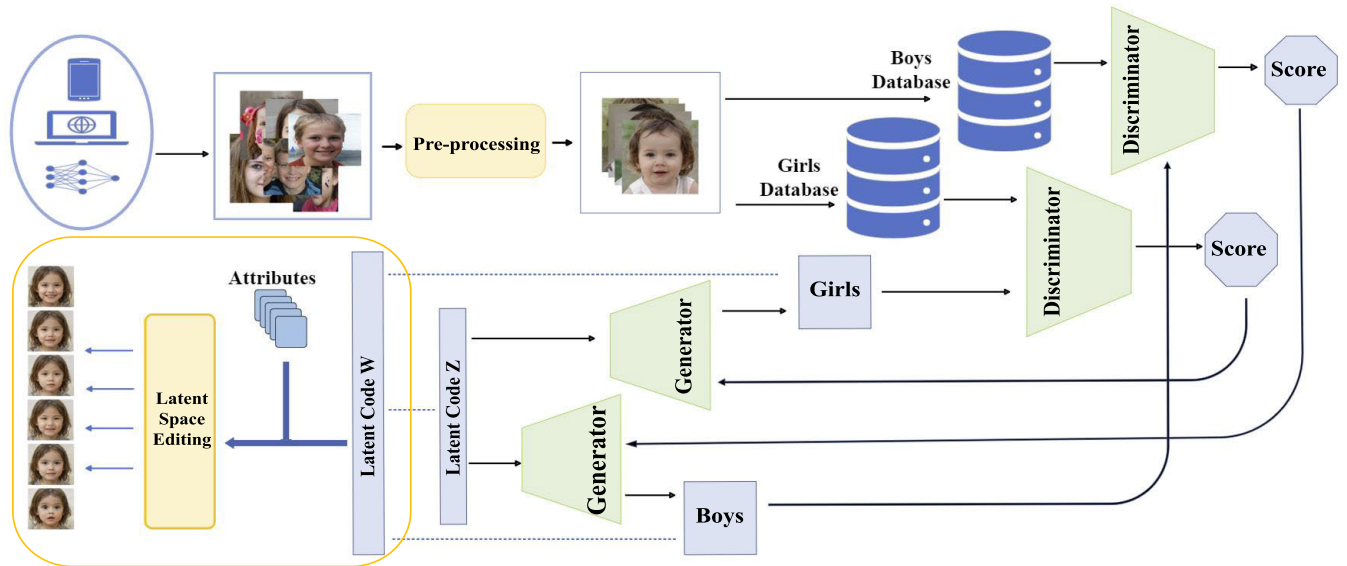 Boys
Database
Discriminator
Score
Pre-processing
Girls
Database
Discriminator
Score
Attributes
Girls
Generator
Latent Code W
Latent Code Z
Latent
Space
Editing
Generator
Boys